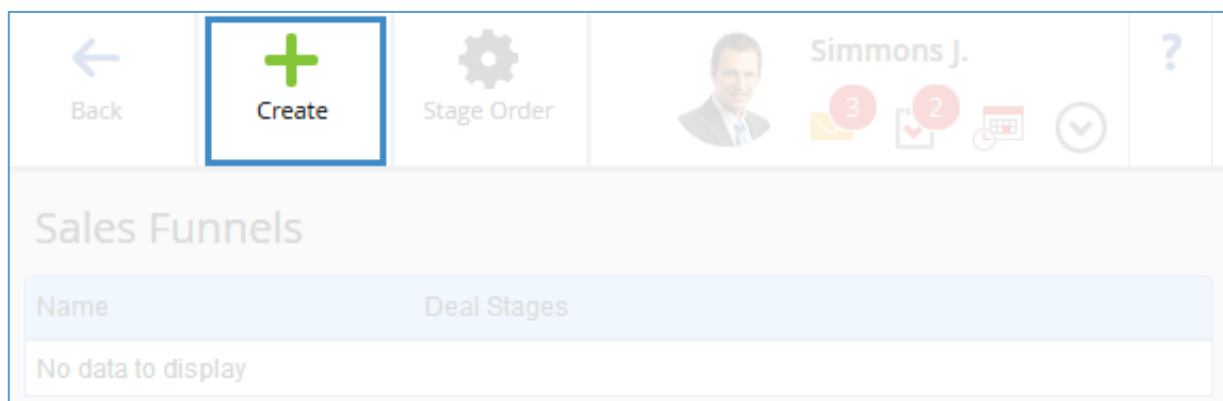 Back
Create
Stage Order
Simmons J.
3
2
?
Sales Funnels
Name Deal Stages
No data to display